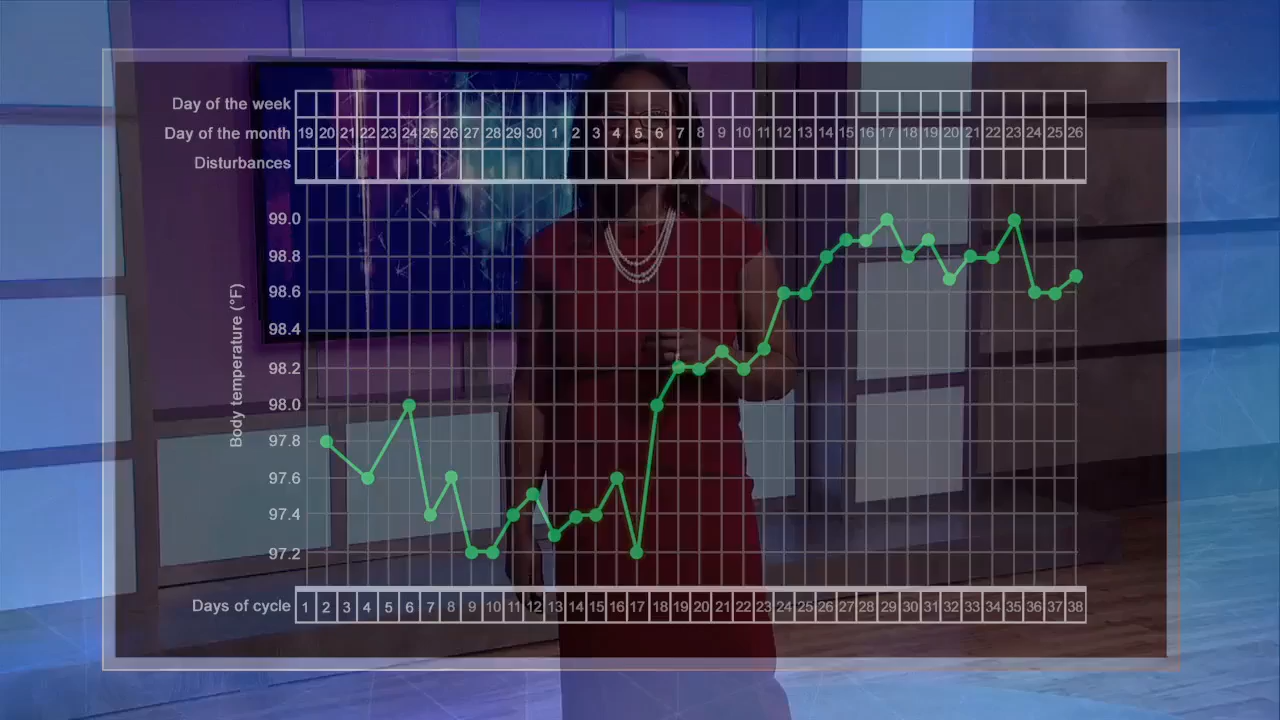 Day of the week
Day of the month 19 20 21 22 23 24 25 26 27 28 29 30 1 2 3 4 5 6 7 8 9 10 11 12 13 14 15 16 17 18 19 20 21 22 23 24 25 26
Disturbances
99.0
98.8
98.6
98.4
98.2
98.0
97.8
97.6
97.4
97.2
Body temperature (°F)
Days of cycle 1 2 3 4 5 6 7 8 9 10 11 12 13 14 15 16 17 18 19 20 21 22 23 24 25 26 27 28 29 30 31 32 33 34 35 36 37 38